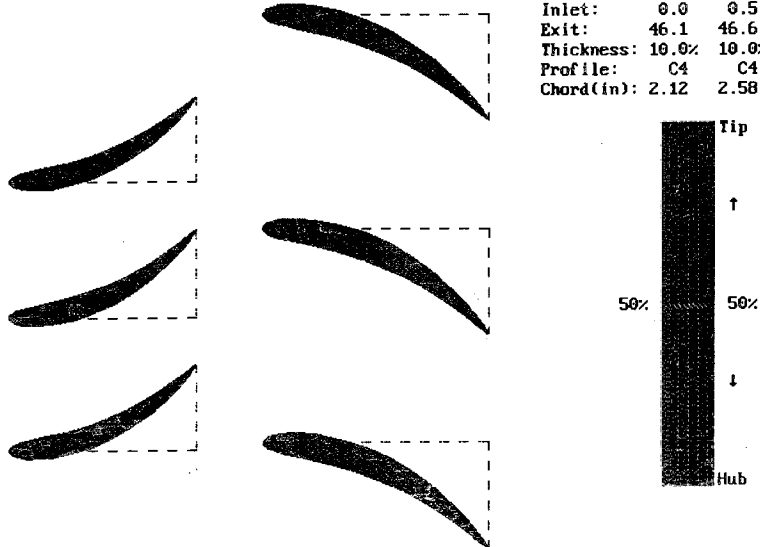 Inlet: 0.0 0.5
Exit: 46.1 46.6
Thickness: 10.0% 10.0%
Profile: C4 C4
Chord(in): 2.12 2.58
Tip
↑
50% 50%
↓
Hub